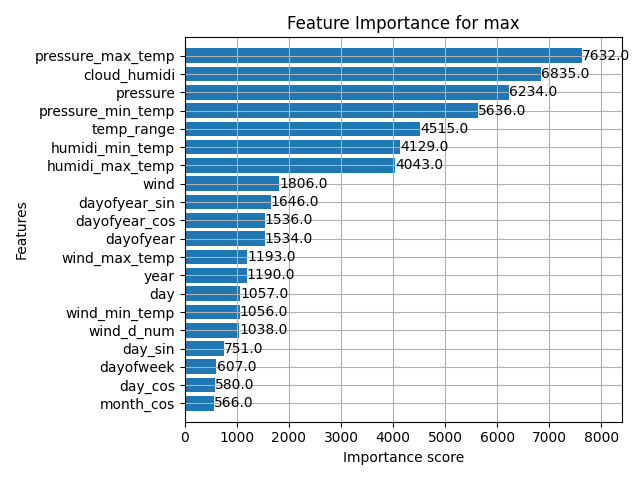 Feature Importance for max
pressure_max_temp 7632.0
cloud_humidi 6835.0
pressure 6234.0
pressure_min_temp 5636.0
temp_range 4515.0
humidi_min_temp 4129.0
humidi_max_temp 4043.0
wind 1806.0
dayofyear_sin 1646.0
dayofyear_cos 1536.0
dayofyear 1534.0
wind_max_temp 1193.0
year 1190.0
day 1057.0
wind_min_temp 1056.0
wind_d_num 1038.0
day_sin 751.0
dayofweek 607.0
day_cos 580.0
month_cos 566.0
Features
0 1000 2000 3000 4000 5000 6000 7000 8000
Importance score